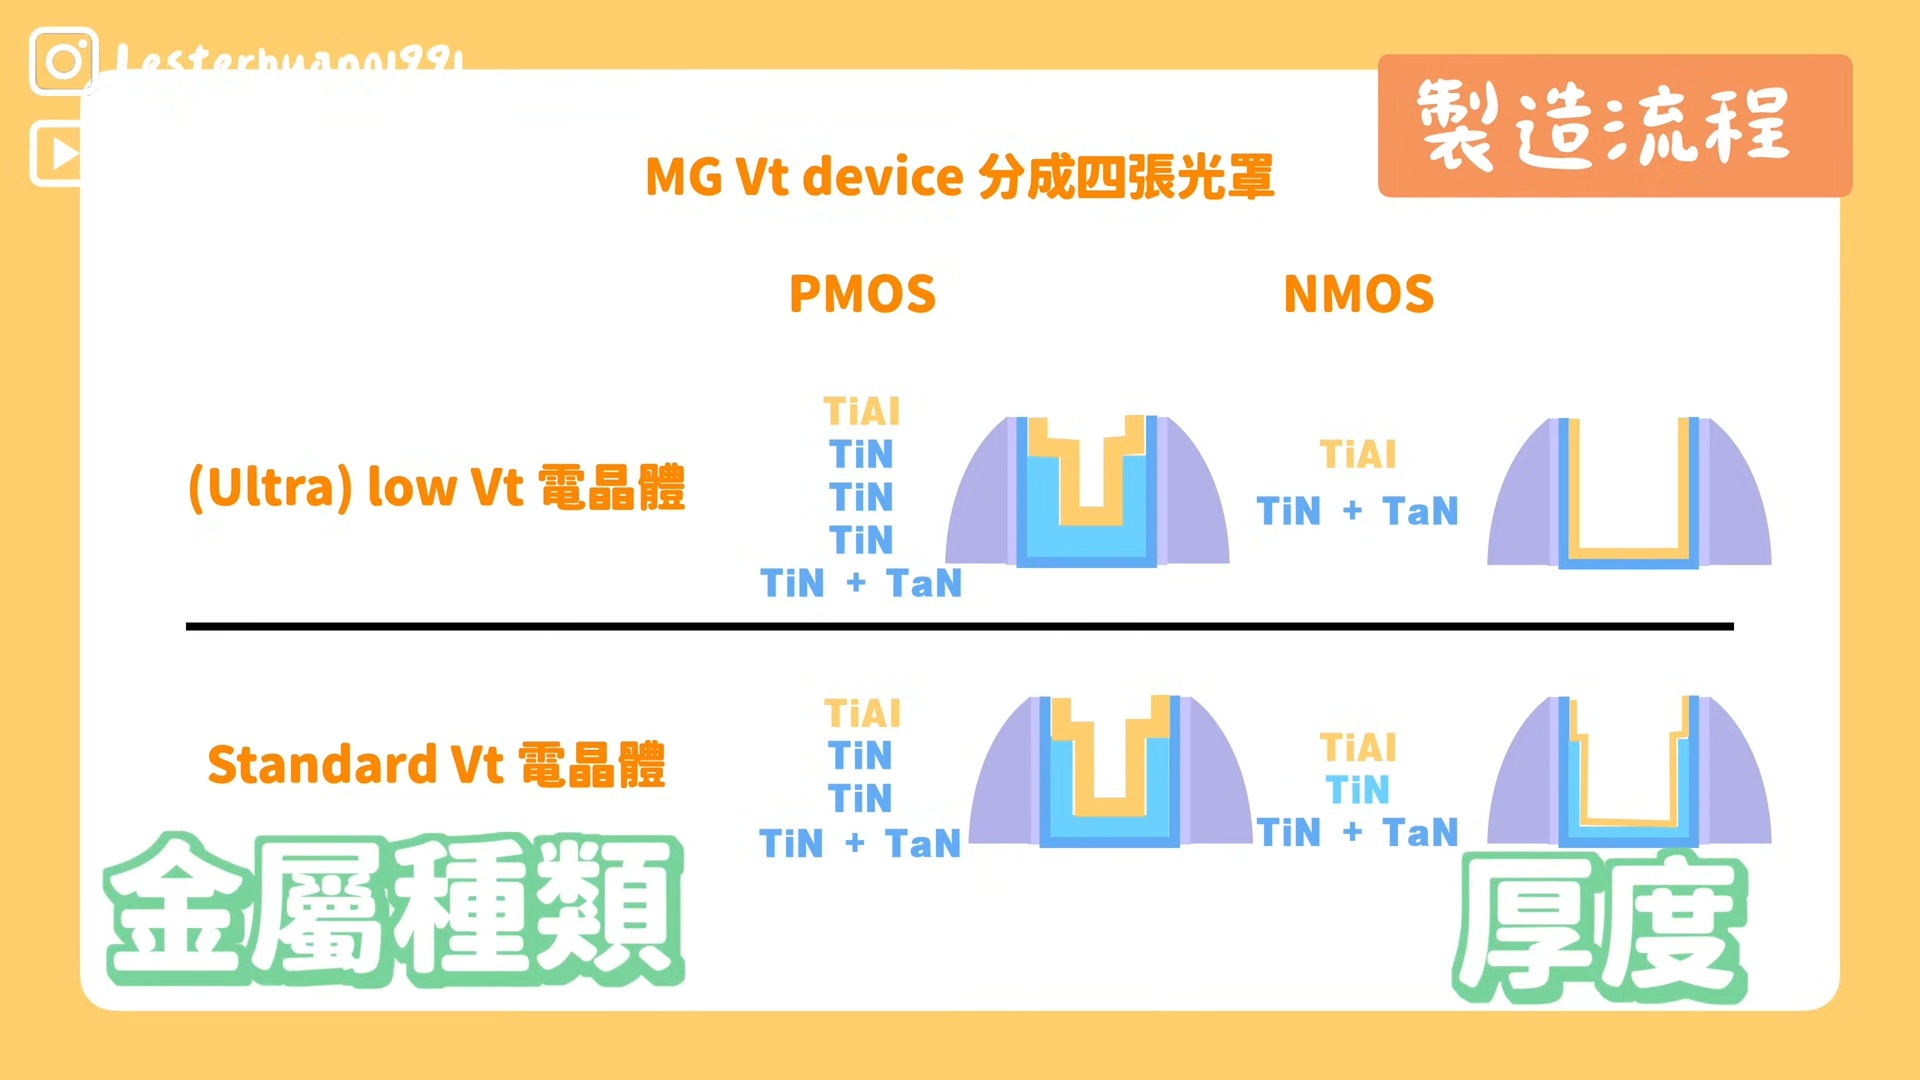 Lesterhuang1991
製造流程
MG Vt device 分成四張光罩
PMOS
NMOS
(Ultra) low Vt 電晶體
TiAl
TiN
TiN
TiN
TiN + TaN
TiAl
TiN + TaN
Standard Vt 電晶體
TiAl
TiN
TiN
TiN + TaN
TiAl
TiN
TiN + TaN
金屬種類
厚度